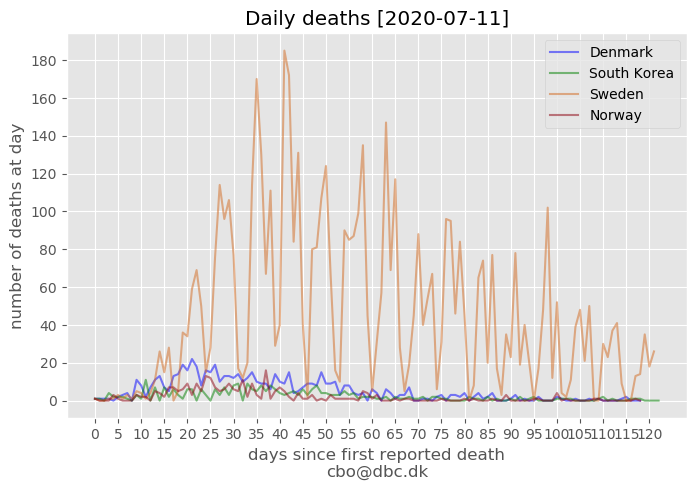 Daily deaths [2020-07-11]
Denmark
South Korea
Sweden
Norway
number of deaths at day
180
160
140
120
100
80
60
40
20
0
0 5 10 15 20 25 30 35 40 45 50 55 60 65 70 75 80 85 90 95 100 105 110 115 120
days since first reported death
cbo@dbc.dk